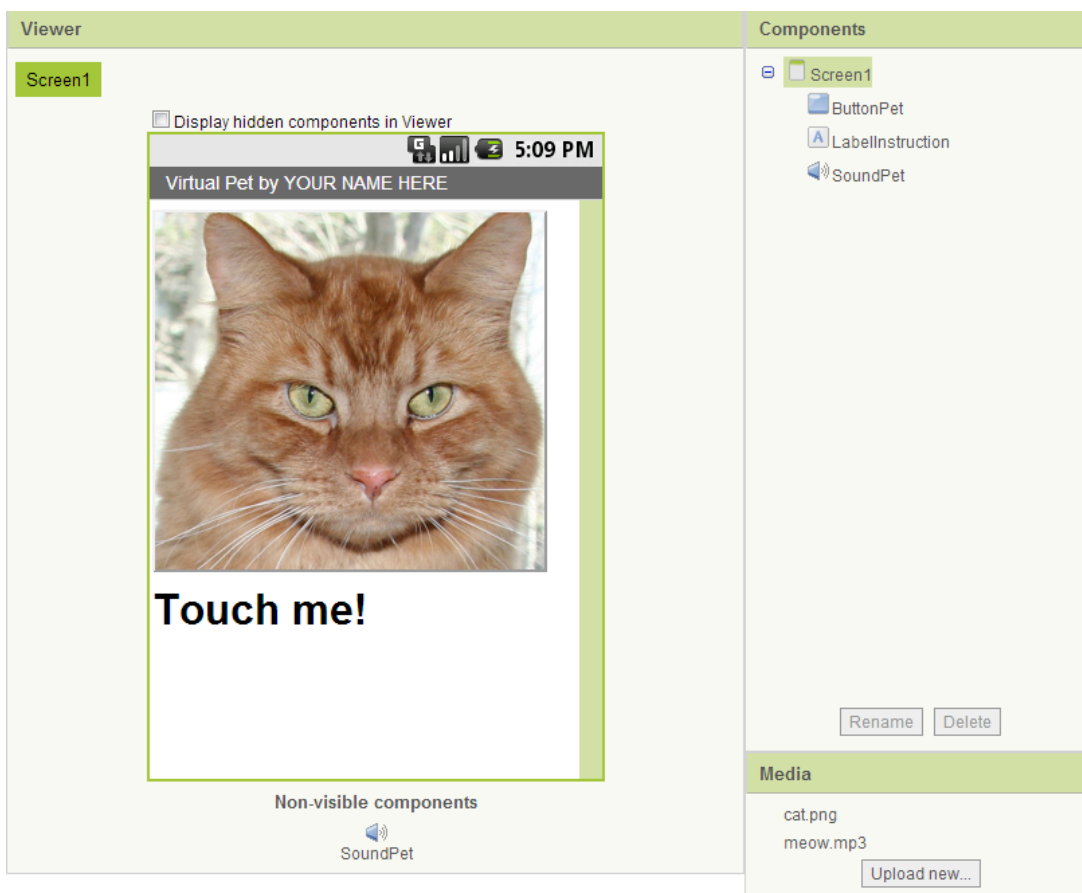 Viewer
Screen1
Display hidden components in Viewer
5:09 PM
Virtual Pet by YOUR NAME HERE
Touch me!
Non-visible components
SoundPet
Components
Screen1
ButtonPet
A LabelInstruction
SoundPet
Rename Delete
Media
cat.png
meow.mp3
Upload new...